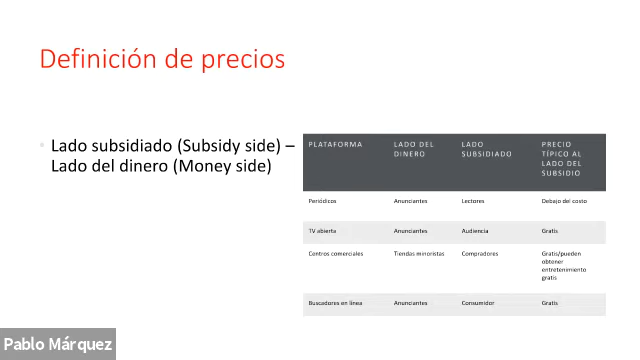 Definición de precios
Lado subsidiado (Subsidy side) –
Lado del dinero (Money side)
PLATAFORMA
LADO DEL
DINERO
LADO
SUBSIDIADO
PRECIO
TÍPICO AL
LADO DEL
SUBSIDIO
Periódicos
Anunciantes
Lectores
Debajo del costo
TV abierta
Anunciantes
Audiencia
Gratis
Centros comerciales
Tiendas minoristas
Compradores
Gratis/pueden
obtener
entretenimiento
gratis
Buscadores en línea
Anunciantes
Consumidor
Gratis
Pablo Márquez